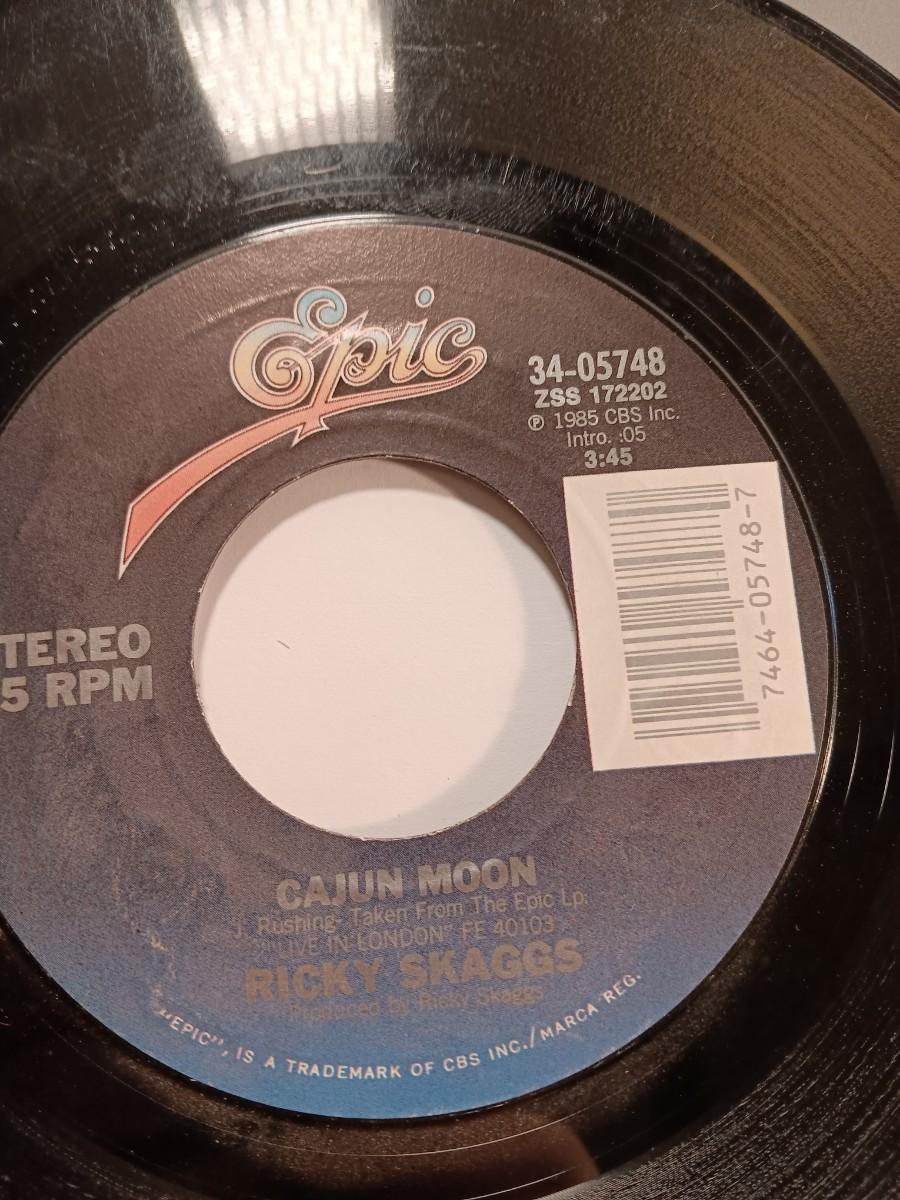 Epic
34-05748
ZSS 172202
℗ 1985 CBS Inc.
Intro. :05
3:45
7464-05748-7
TEREO
5 RPM
CAJUN MOON
J. Rushing- Taken From The Epic Lp.
"LIVE IN LONDON" FE 40103
RICKY SKAGGS
Produced by Ricky Skaggs
"EPIC", IS A TRADEMARK OF CBS INC./MARCA REG.